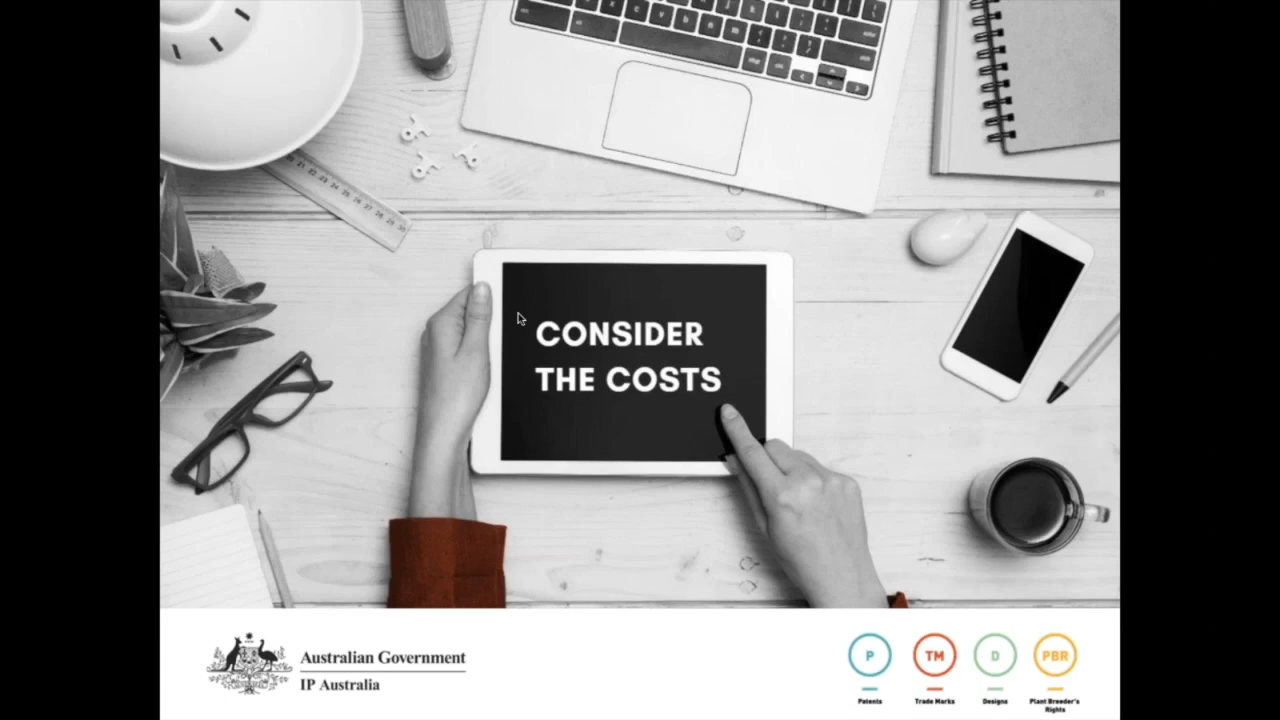 CONSIDER
THE COSTS
Australian Government
IP Australia
P
TM
D
PBR
Patents
Trade Marks
Designs
Plant Breeder's
Rights